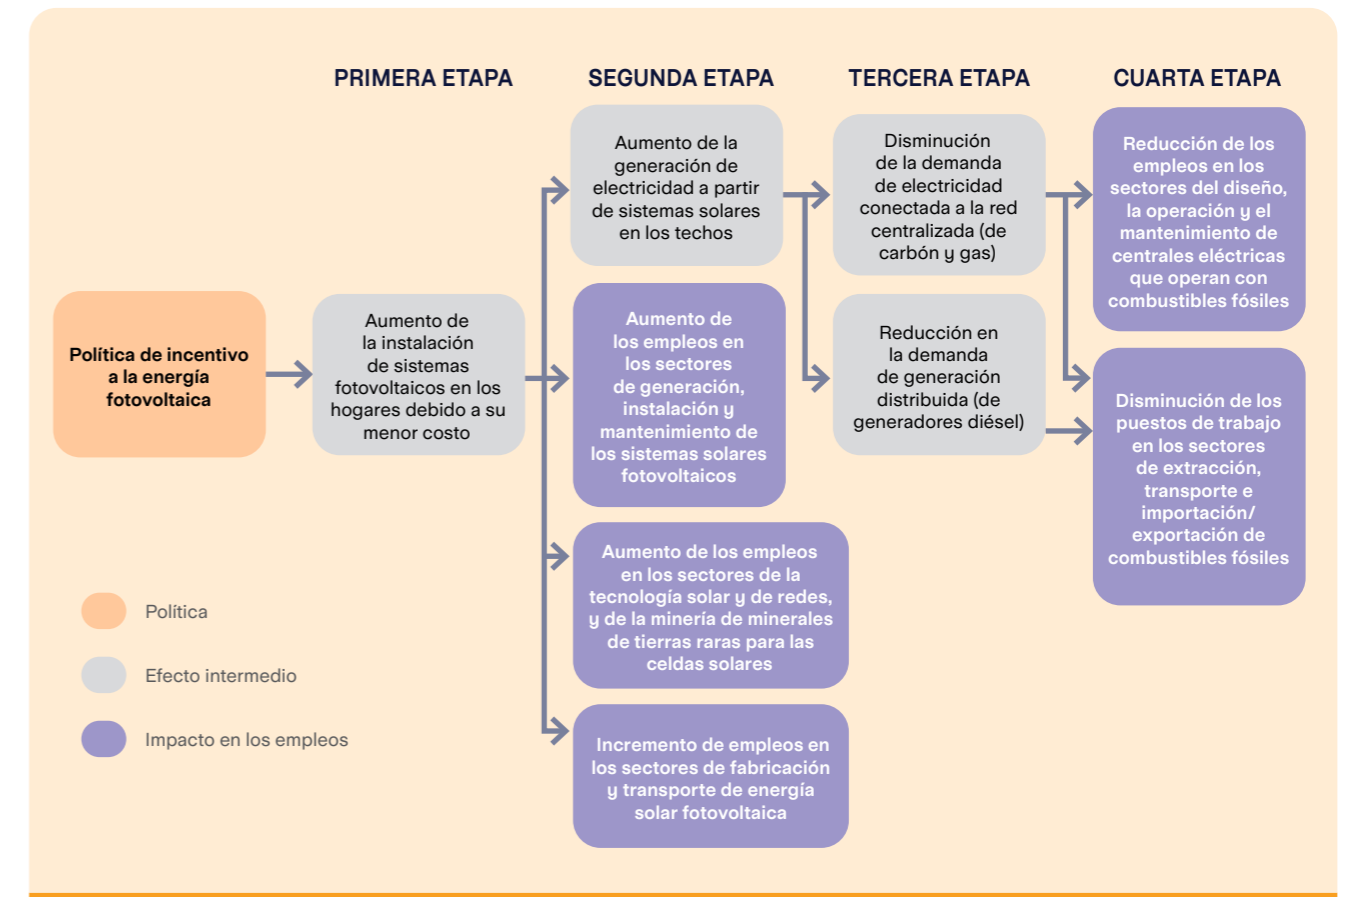 PRIMERA ETAPA
SEGUNDA ETAPA
TERCERA ETAPA
CUARTA ETAPA
Política de incentivo
a la energía
fotovoltaica
Aumento de
la instalación
de sistemas
fotovoltaicos en los
hogares debido a su
menor costo
Aumento de la
generación de
electricidad a partir
de sistemas solares
en los techos
Aumento de
los empleos en
los sectores
de generación,
instalación y
mantenimiento de
los sistemas solares
fotovoltaicos
Aumento de los empleos
en los sectores de la
tecnología solar y de redes,
y de la minería de minerales
de tierras raras para las
celdas solares
Incremento de empleos en
los sectores de fabricación
y transporte de energía
solar fotovoltaica
Disminución
de la demanda
de electricidad
conectada a la red
centralizada (de
carbón y gas)
Reducción en
la demanda
de generación
distribuida (de
generadores diésel)
Reducción de los
empleos en los
sectores del diseño,
la operación y el
mantenimiento de
centrales eléctricas
que operan con
combustibles fósiles
Disminución de los
puestos de trabajo
en los sectores
de extracción,
transporte e
importación/
exportación de
combustibles fósiles
Política
Efecto intermedio
Impacto en los empleos